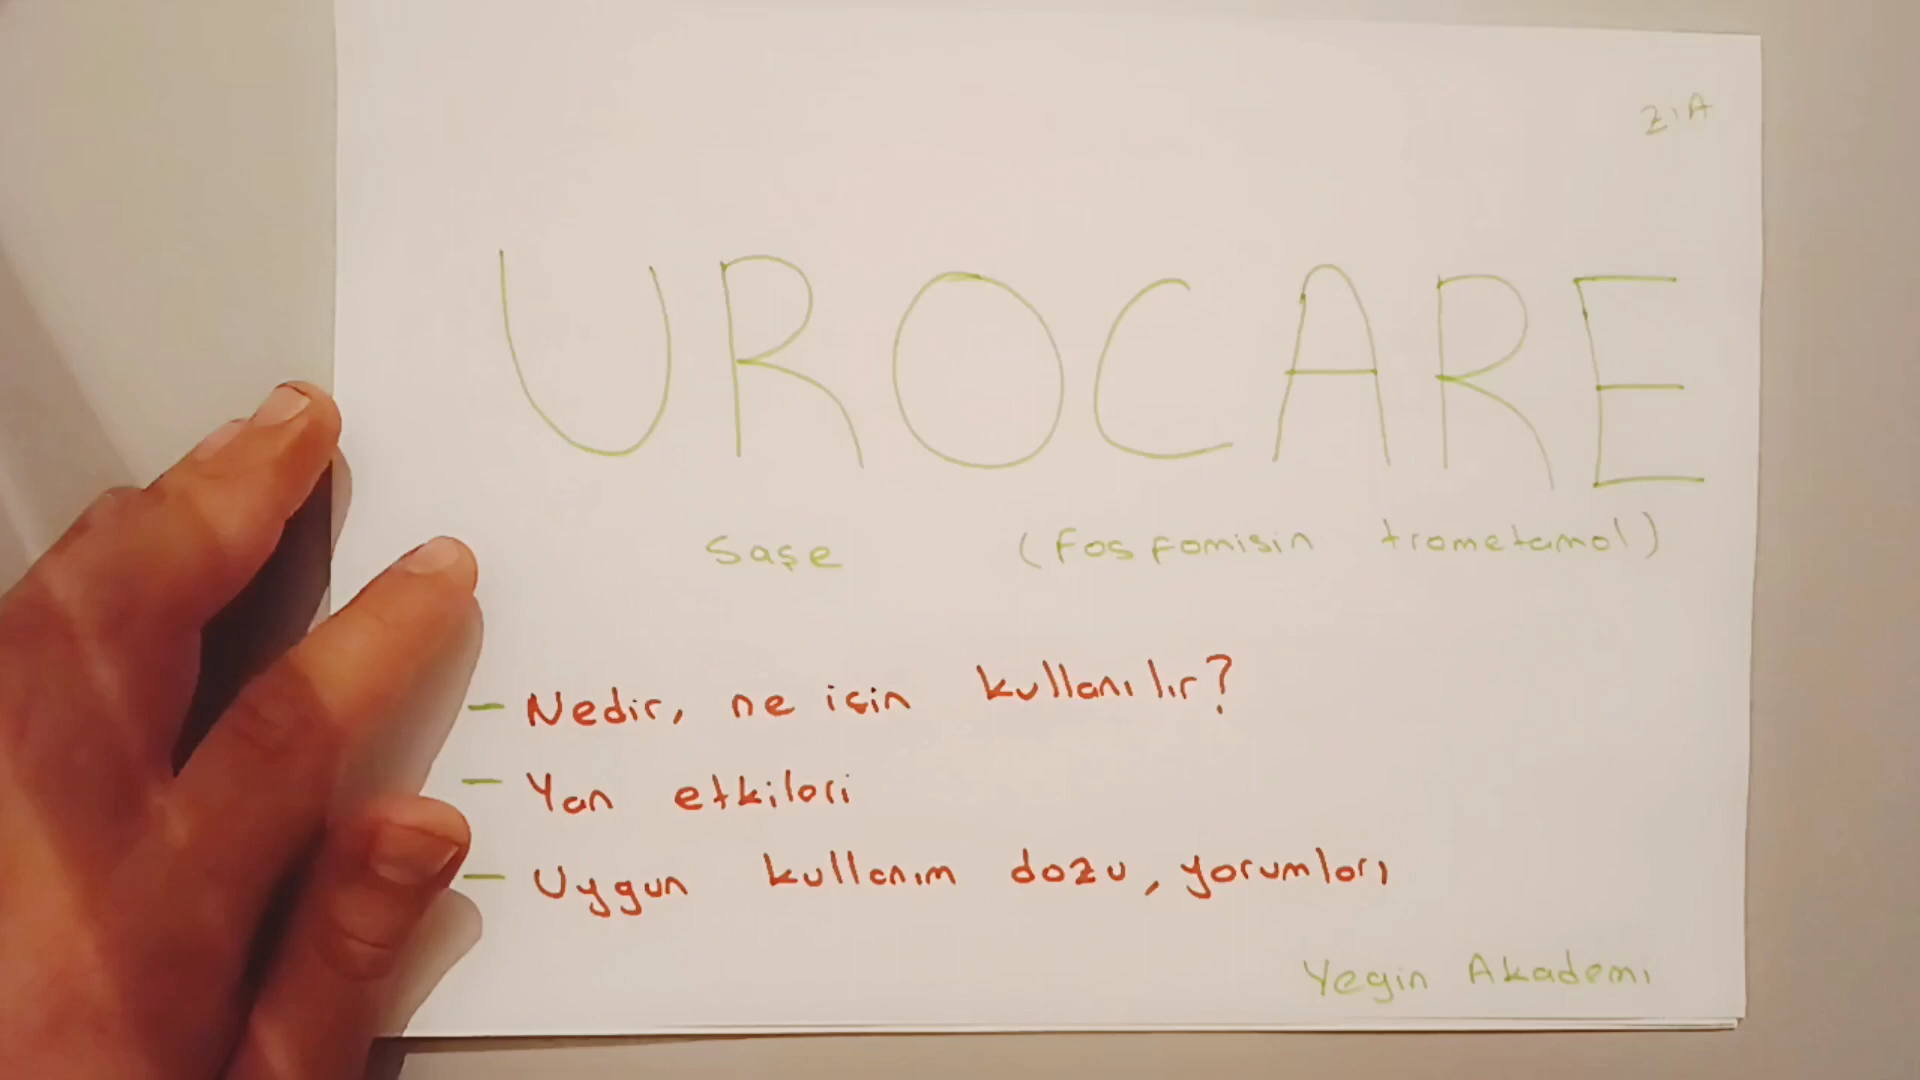 ZIA
UROCARE
Saşe (fosfomisin trometamol)
- Nedir, ne için kullanılır?
- Yan etkileri
- Uygun kullanım dozu, yorumları
Yegin Akademi